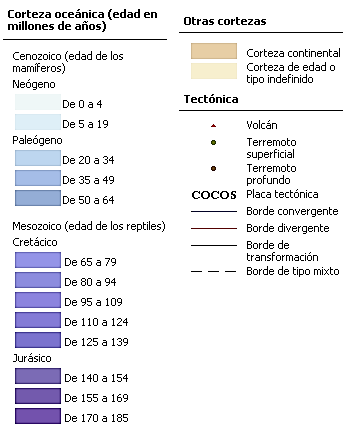 Corteza oceánica (edad en
millones de años)
Cenozoico (edad de los
mamíferos)
Neógeno
De 0 a 4
De 5 a 19
Paleógeno
De 20 a 34
De 35 a 49
De 50 a 64
Mesozoico (edad de los reptiles)
Cretácico
De 65 a 79
De 80 a 94
De 95 a 109
De 110 a 124
De 125 a 139
Jurásico
De 140 a 154
De 155 a 169
De 170 a 185
Otras cortezas
Corteza continental
Corteza de edad o
tipo indefinido
Tectónica
Volcán
Terremoto
superficial
Terremoto
profundo
COCOS Placa tectónica
Borde convergente
Borde divergente
Borde de
transformación
Borde de tipo mixto